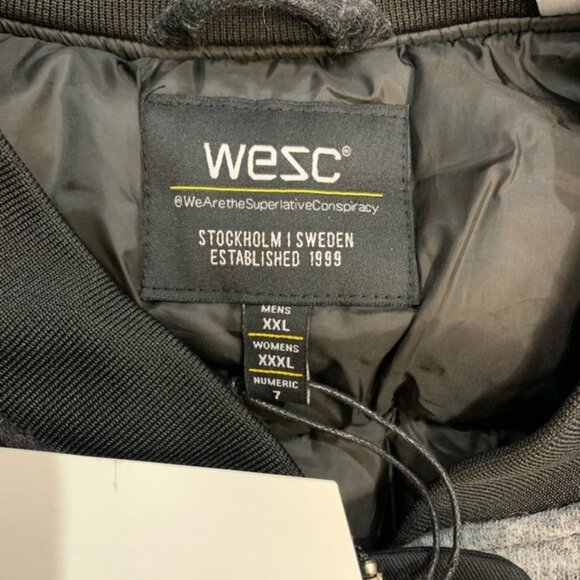 wesc®
@WeAretheSuperlativeConspiracy
STOCKHOLM | SWEDEN
ESTABLISHED 1999
MENS
XXL
WOMENS
XXXL
NUMERIC
7